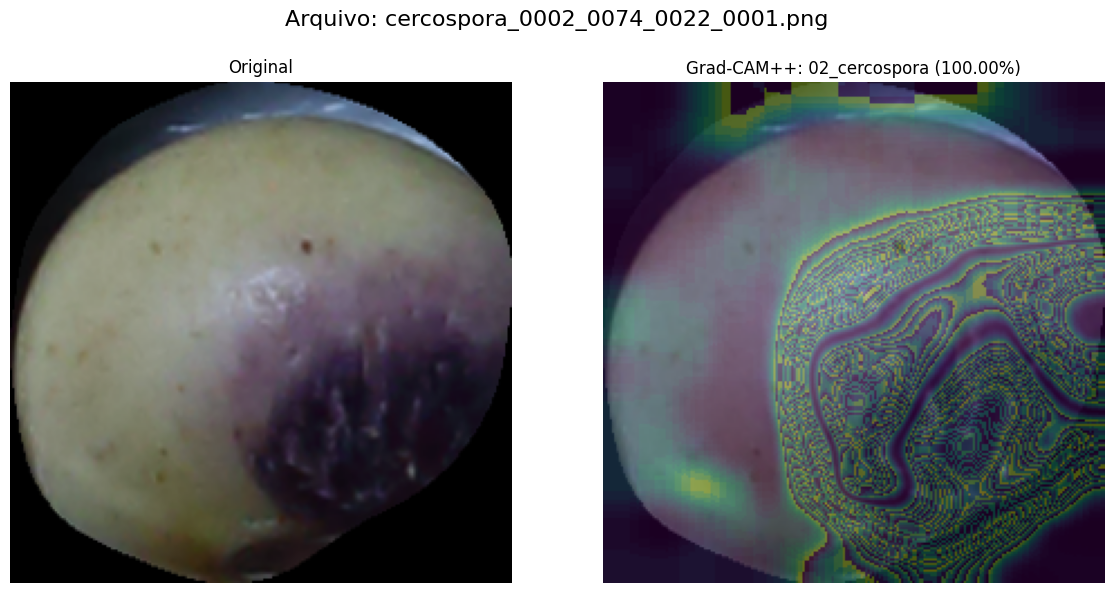 Arquivo: cercospora_0002_0074_0022_0001.png
Original
Grad-CAM++: 02_cercospora (100.00%)